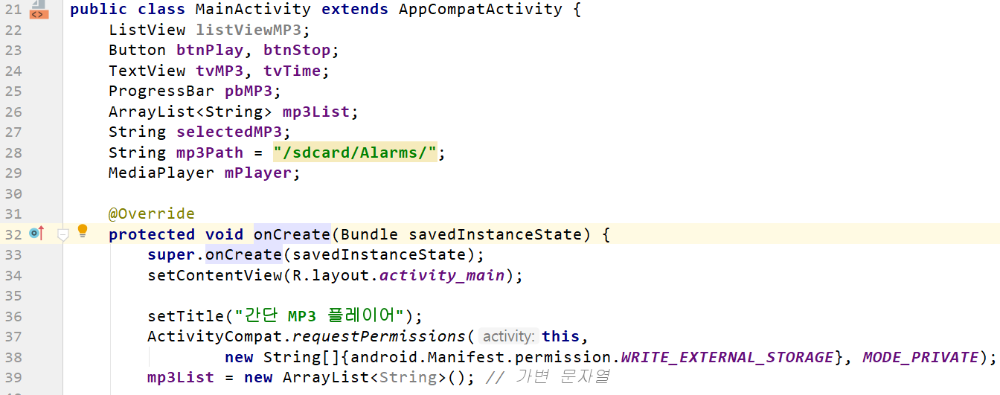 21 public class MainActivity extends AppCompatActivity {
22 ListView listViewMP3;
23 Button btnPlay, btnStop;
24 TextView tvMP3, tvTime;
25 ProgressBar pbMP3;
26 ArrayList<String> mp3List;
27 String selectedMP3;
28 String mp3Path = "/sdcard/Alarms/";
29 MediaPlayer mPlayer;
30
31 @Override
32 protected void onCreate(Bundle savedInstanceState) {
33 super.onCreate(savedInstanceState);
34 setContentView(R.layout.activity_main);
35
36 setTitle("간단 MP3 플레이어");
37 ActivityCompat.requestPermissions( activity: this,
38 new String[]{android.Manifest.permission.WRITE_EXTERNAL_STORAGE}, MODE_PRIVATE);
39 mp3List = new ArrayList<String>(); // 가변 문자열